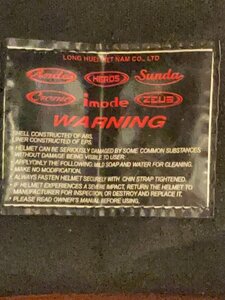 LONG HUEI VIET NAM CO., LTD
Andes HEROS Sunda
imode ZEUS
WARNING
SHELL CONSTRUCTED OF ABS,
LINER CONSTRUCTED OF EPS
HELMET CAN BE SERIOUSLY DAMAGED BY SOME COMMON SUBSTANCES
WITHOUT DAMAGE BEING VISIBLE TO USER:
APPLY ONLY THE FOLLOWING MILD SOAP AND WATER FOR CLEANING.
MAKE NO MODIFICATION.
• ALWAYS FASTEN HELMET SECURELY WITH CHIN STRAP TIGHTENED.
• IF HELMET EXPERIENCES A SEVERE IMPACT, RETURN THE HELMET TO
MANUFACTURER FOR INSPECTION, OR DESTROY AND REPLACE IT.
• PLEASE READ OWNER'S MANUAL BEFORE USING.